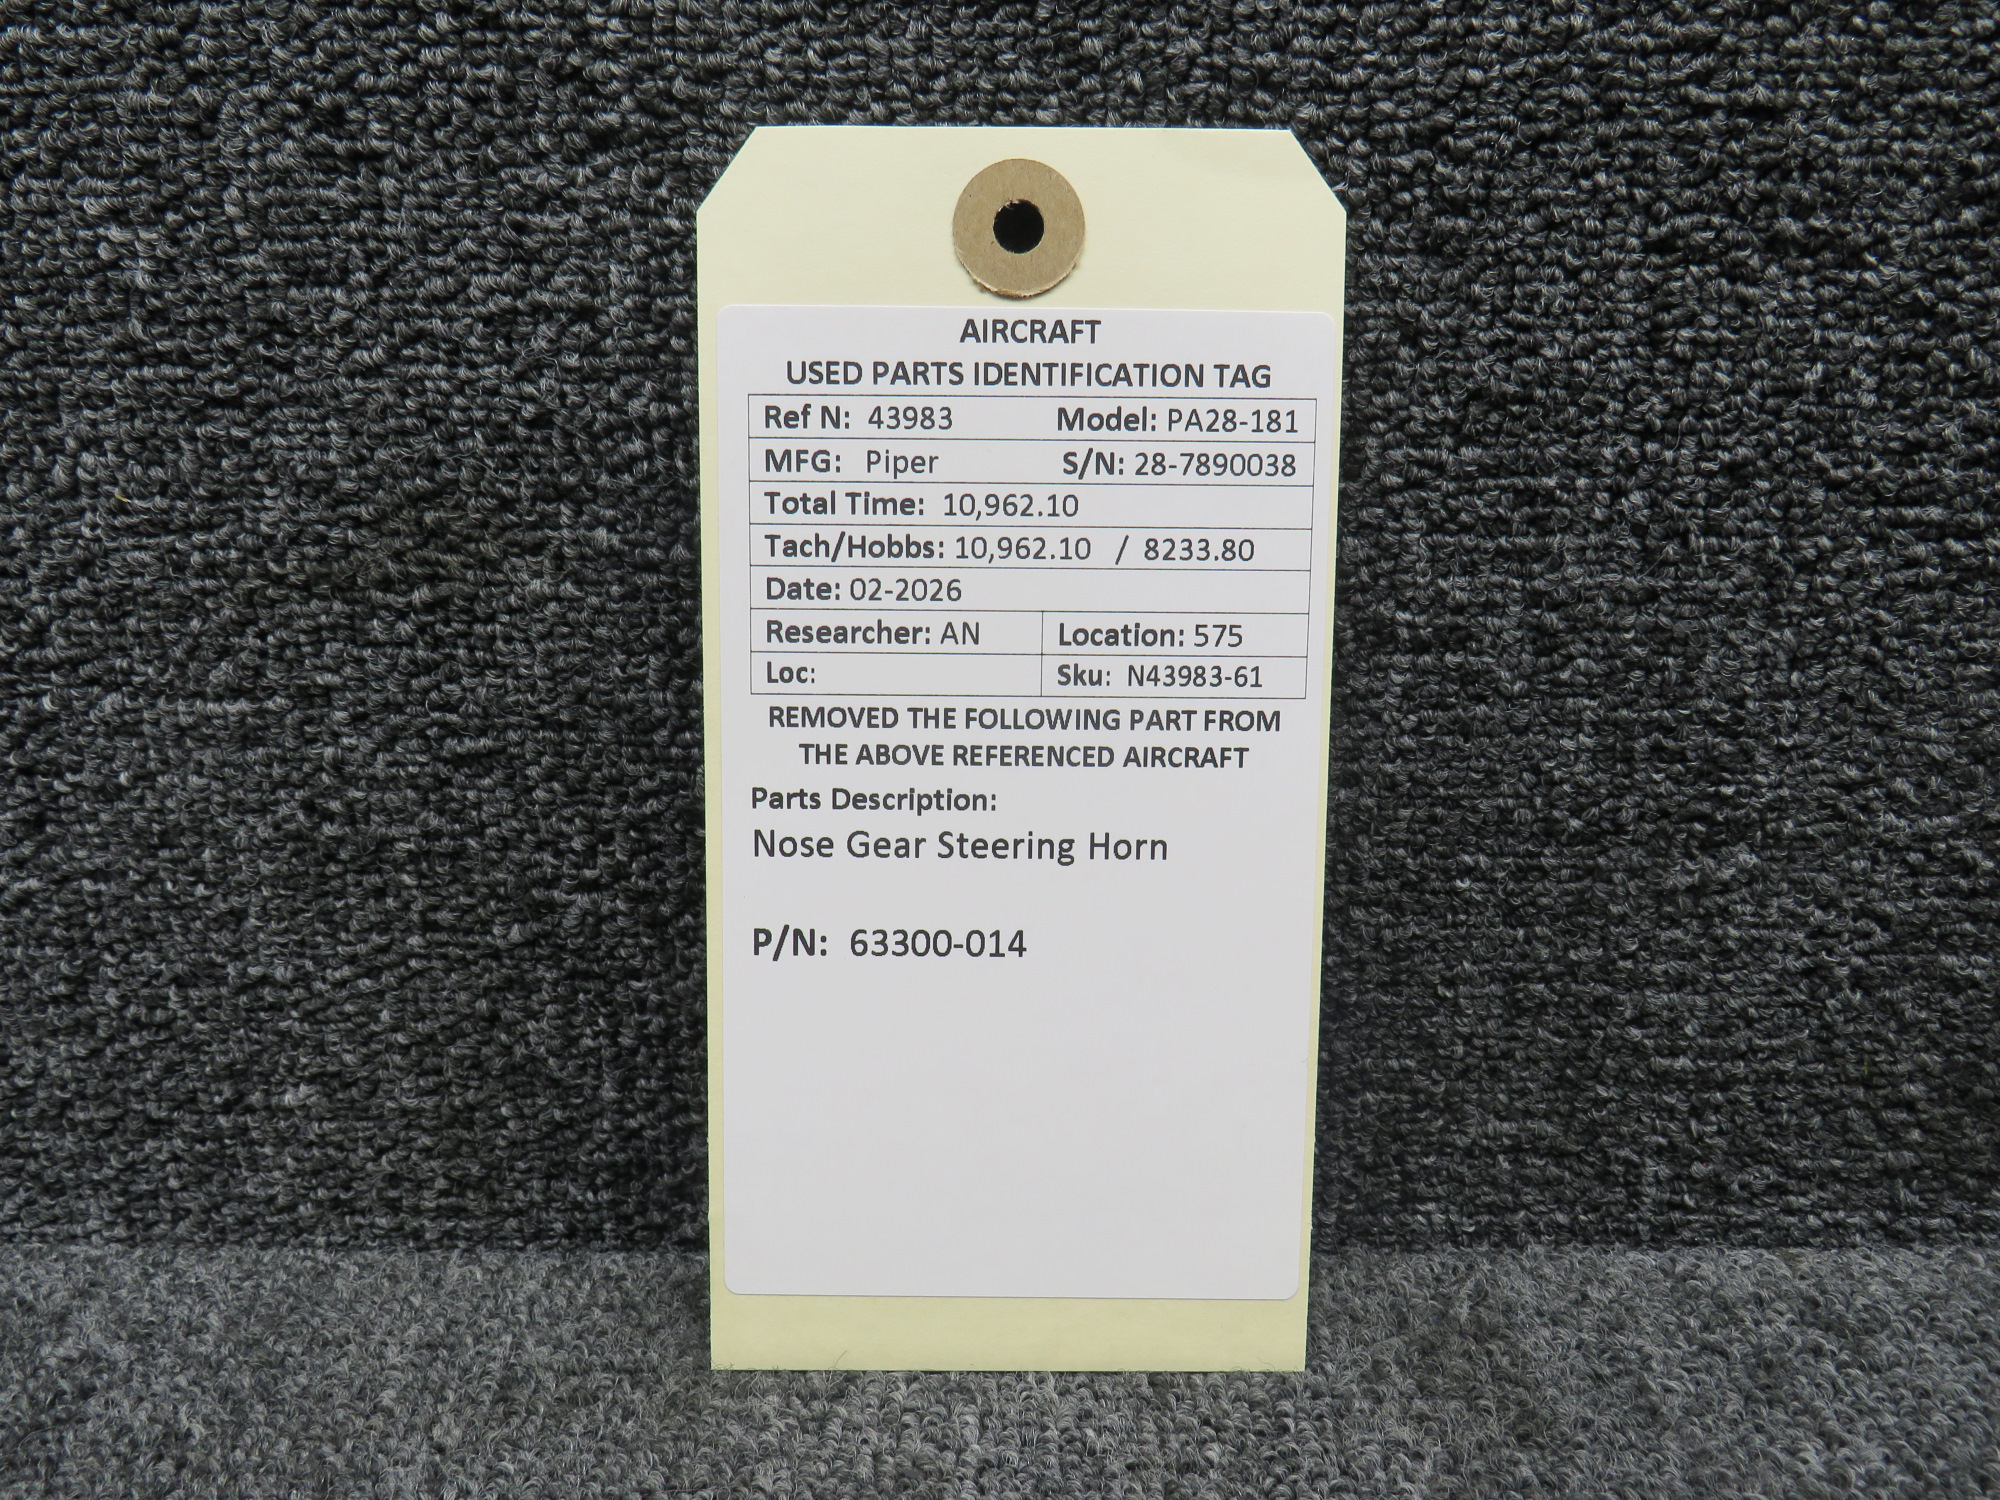 AIRCRAFT
USED PARTS IDENTIFICATION TAG
Ref N: 43983 Model: PA28-181
MFG: Piper S/N: 28-7890038
Total Time: 10,962.10
Tach/Hobbs: 10,962.10 / 8233.80
Date: 02-2026
Researcher: AN Location: 575
Loc: Sku: N43983-61
REMOVED THE FOLLOWING PART FROM
THE ABOVE REFERENCED AIRCRAFT
Parts Description:
Nose Gear Steering Horn
P/N: 63300-014